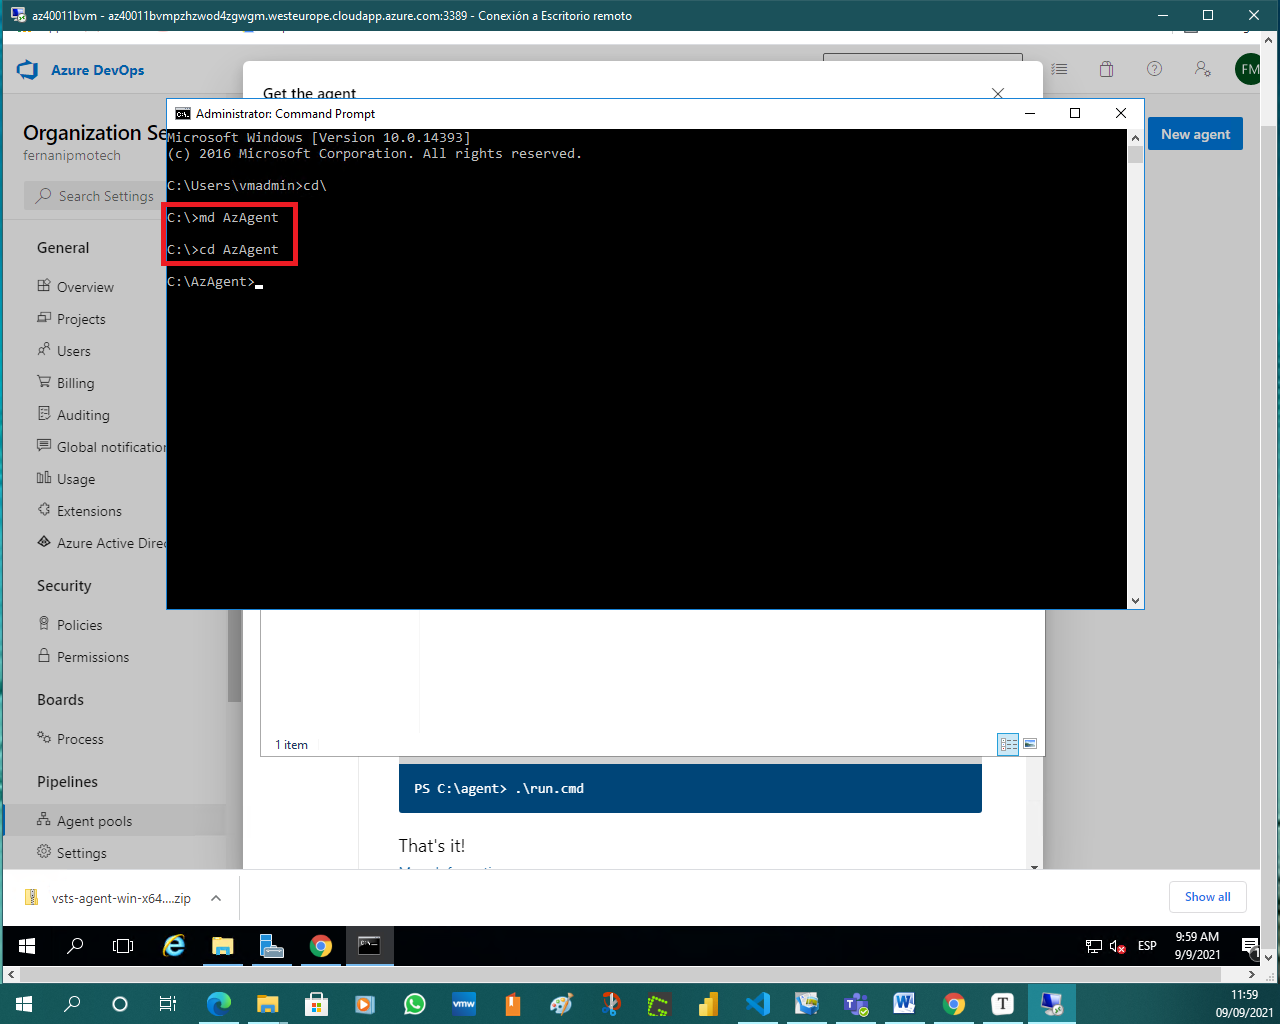 az40011bvm - az40011bvmpzhzwod4zgwgm.westeurope.cloudapp.azure.com:3389 - Conexión a Escritorio remoto
Azure DevOps
FM
Get the agent
Administrator: Command Prompt
Microsoft Windows [Version 10.0.14393]
(c) 2016 Microsoft Corporation. All rights reserved.
C:\Users\vmadmin>cd\
C:\>md AzAgent
C:\>cd AzAgent
C:\AzAgent>
Organization Se
fernanipmotech
Search Settings
New agent
General
Overview
Projects
Users
Billing
Auditing
Global notification
Usage
Extensions
Azure Active Direc
Security
Policies
Permissions
Boards
Process
Pipelines
Agent pools
Settings
1 item
PS C:\agent> .\run.cmd
That's it!
vsts-agent-win-x64....zip
Show all
ESP
9:59 AM
9/9/2021
1
vmw
W
T
11:59
09/09/2021